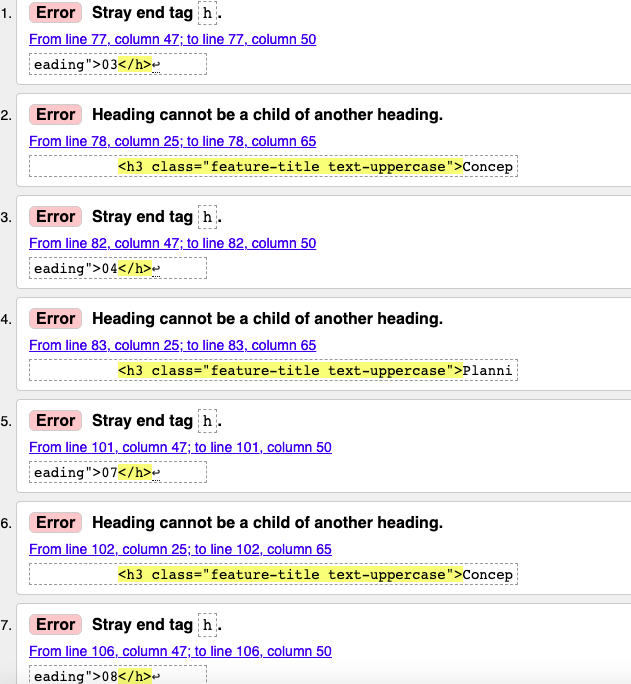 1. Error Stray end tag h.
From line 77, column 47; to line 77, column 50
eading">03</h>↩
2. Error Heading cannot be a child of another heading.
From line 78, column 25; to line 78, column 65
<h3 class="feature-title text-uppercase">Concep
3. Error Stray end tag h.
From line 82, column 47; to line 82, column 50
eading">04</h>↩
4. Error Heading cannot be a child of another heading.
From line 83, column 25; to line 83, column 65
<h3 class="feature-title text-uppercase">Planni
5. Error Stray end tag h.
From line 101, column 47; to line 101, column 50
eading">07</h>↩
6. Error Heading cannot be a child of another heading.
From line 102, column 25; to line 102, column 65
<h3 class="feature-title text-uppercase">Concep
7. Error Stray end tag h.
From line 106, column 47; to line 106, column 50
eading">08</h>↩